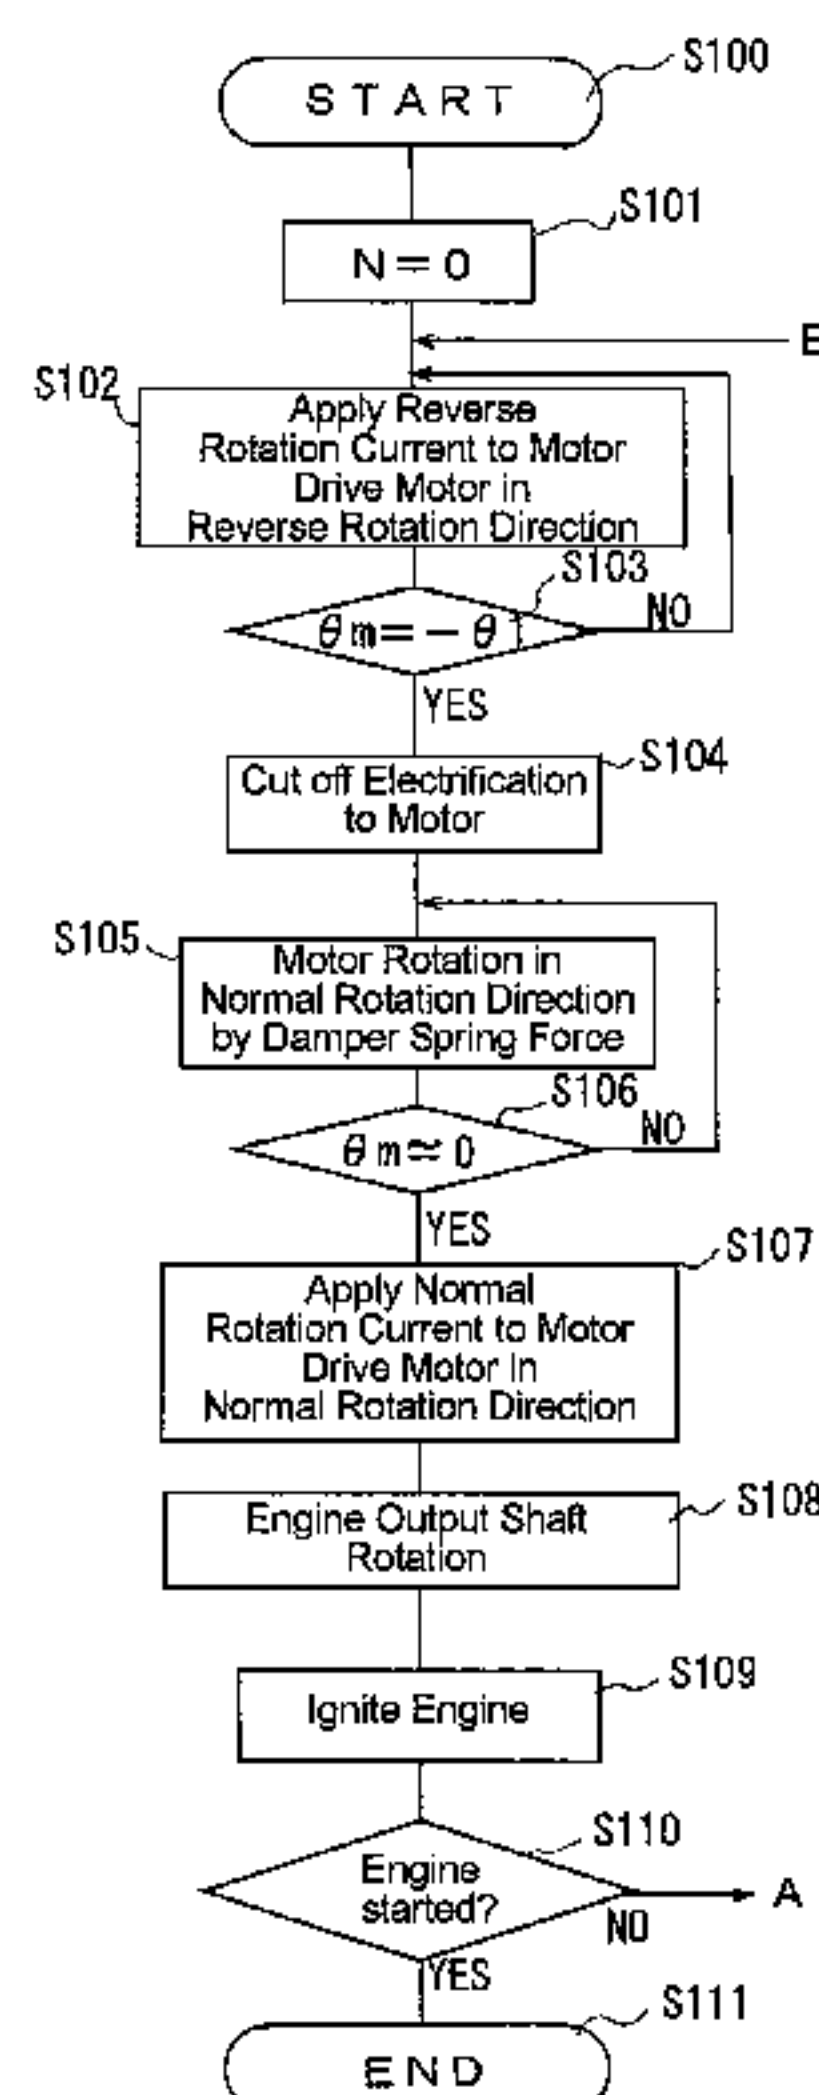 S100
START
S101
N=0
B
S102
Apply Reverse
Rotation Current to Motor
Drive Motor in
Reverse Rotation Direction
S103
θm=-θ
NO
YES
S104
Cut off Electrification
to Motor
S105
Motor Rotation in
Normal Rotation Direction
by Damper Spring Force
S106
θm≃0
NO
YES
S107
Apply Normal
Rotation Current to Motor
Drive Motor in
Normal Rotation Direction
S108
Engine Output Shaft
Rotation
S109
Ignite Engine
S110
Engine
started?
A
NO
YES
S111
END